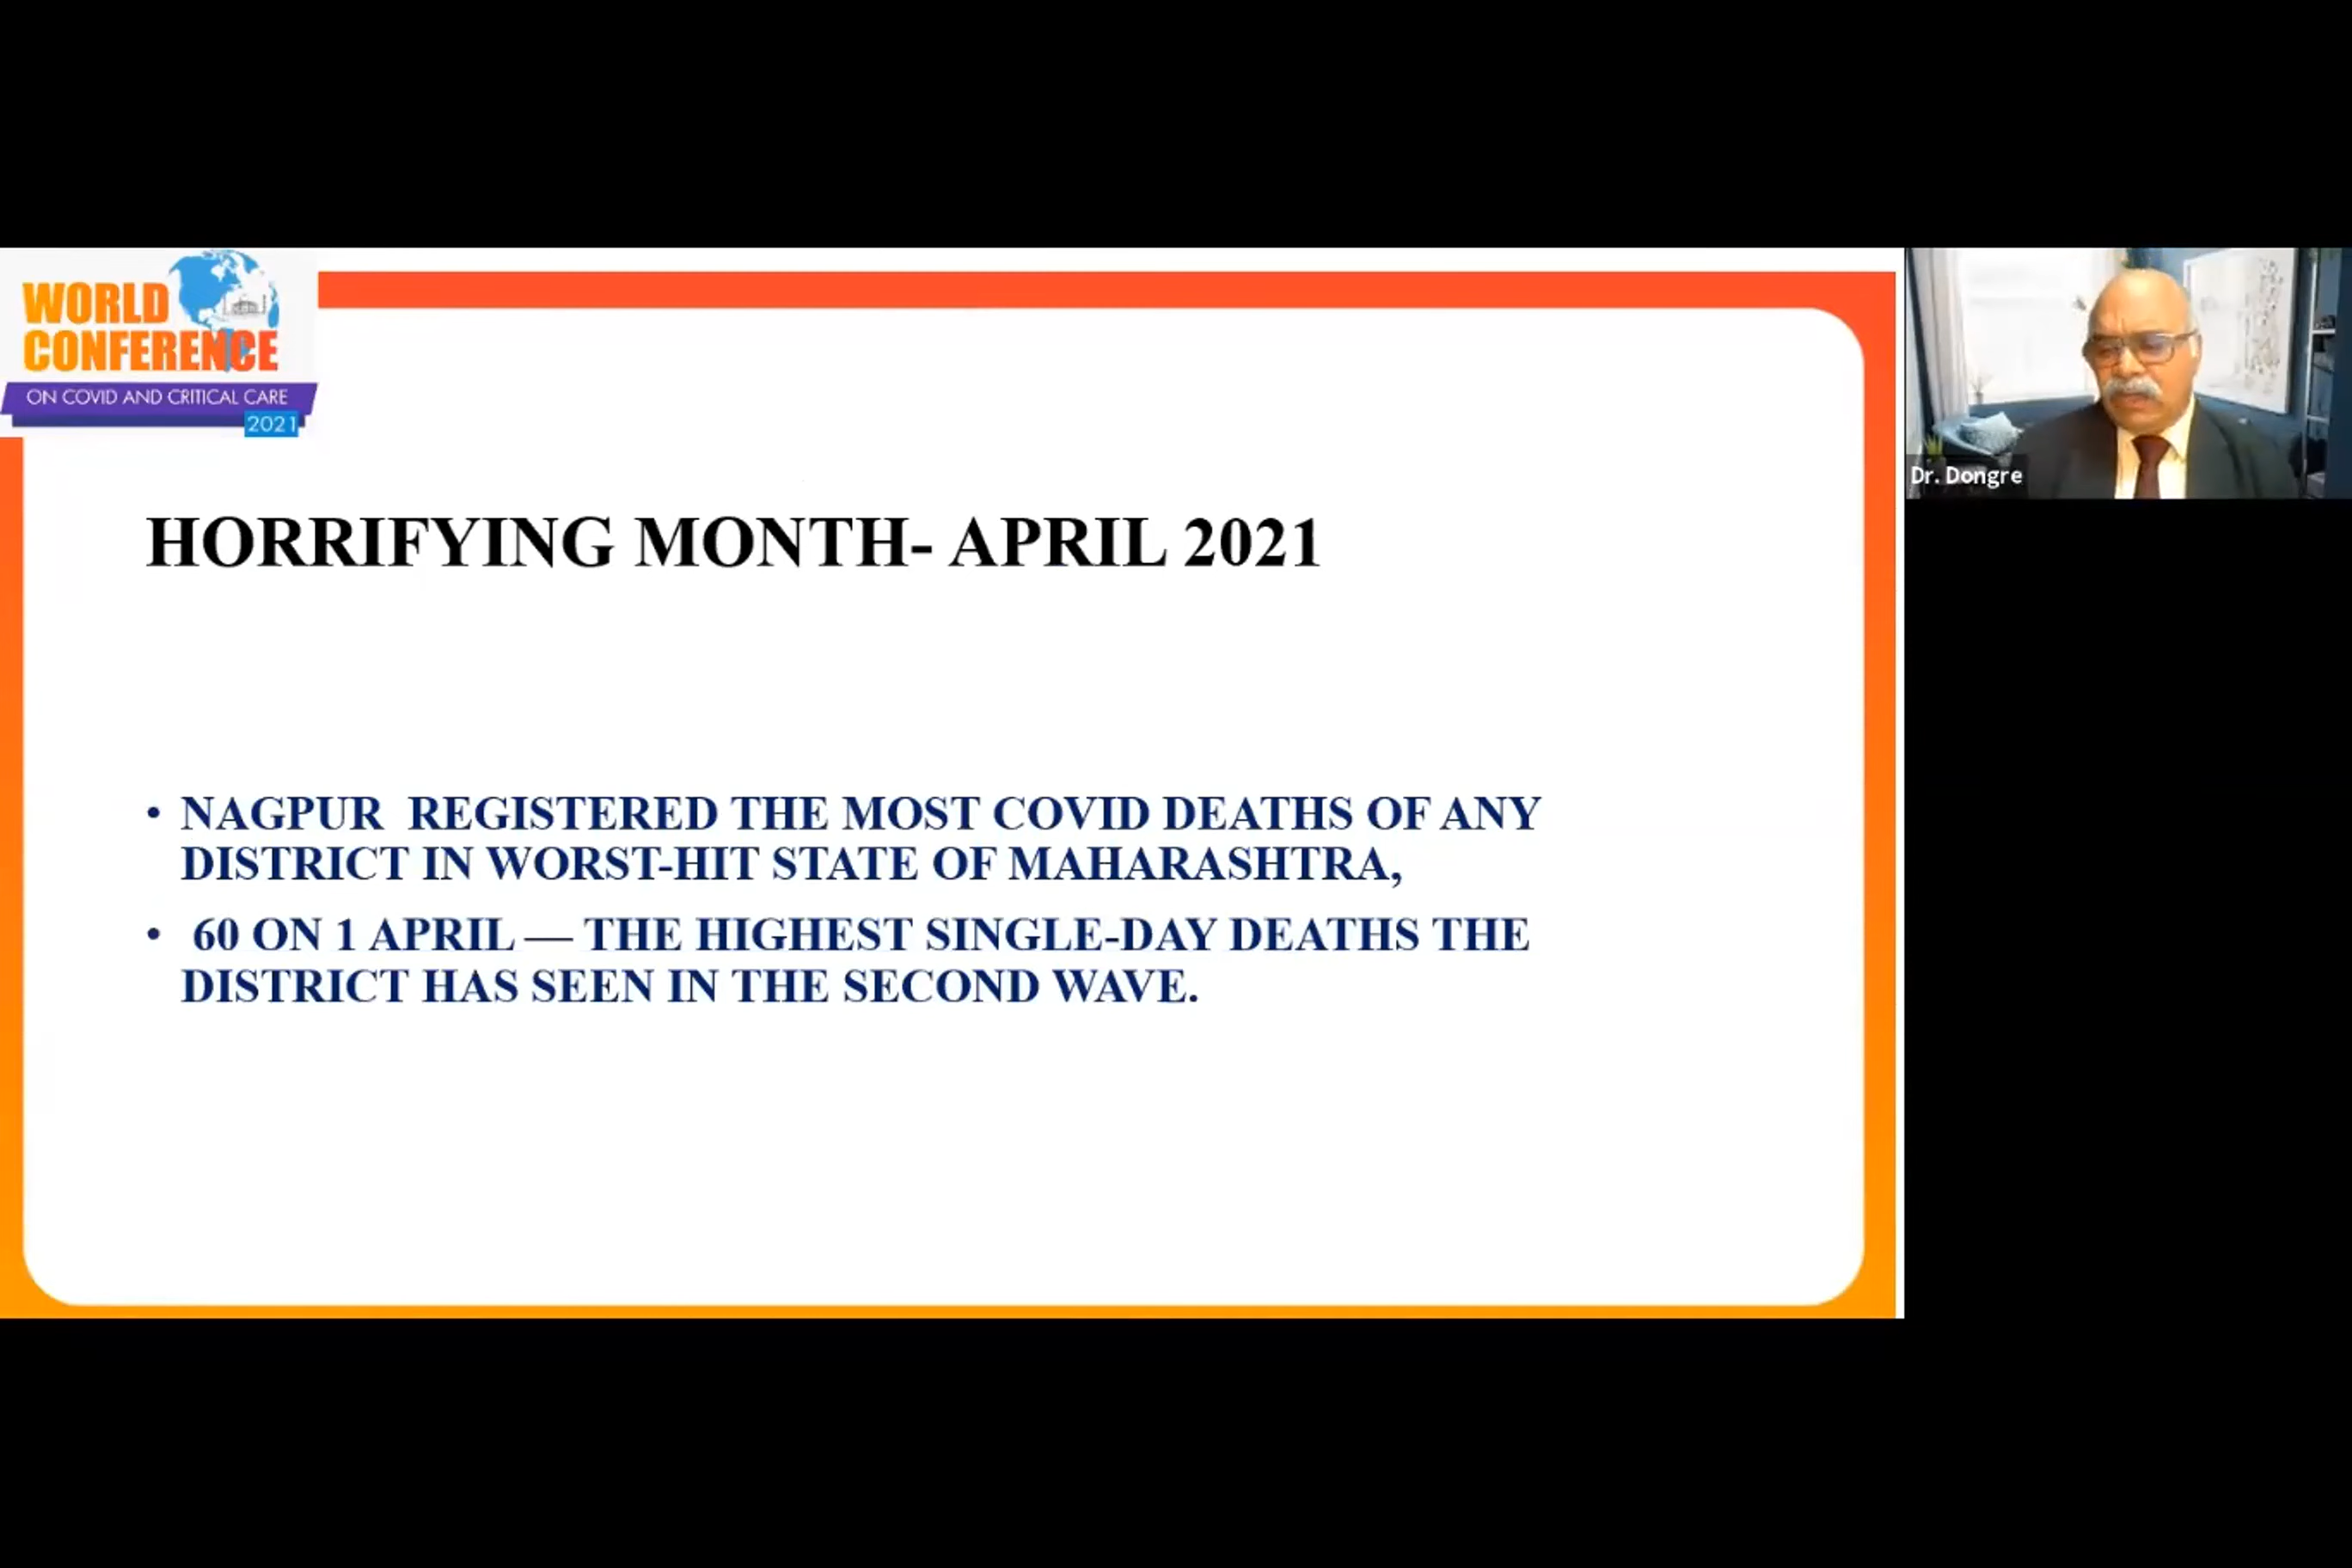 WORLD
CONFERENCE
ON COVID AND CRITICAL CARE
2021
Dr. Dongre
HORRIFYING MONTH- APRIL 2021
• NAGPUR  REGISTERED THE MOST COVID DEATHS OF ANY
DISTRICT IN WORST-HIT STATE OF MAHARASHTRA,
• 60 ON 1 APRIL — THE HIGHEST SINGLE-DAY DEATHS THE
DISTRICT HAS SEEN IN THE SECOND WAVE.